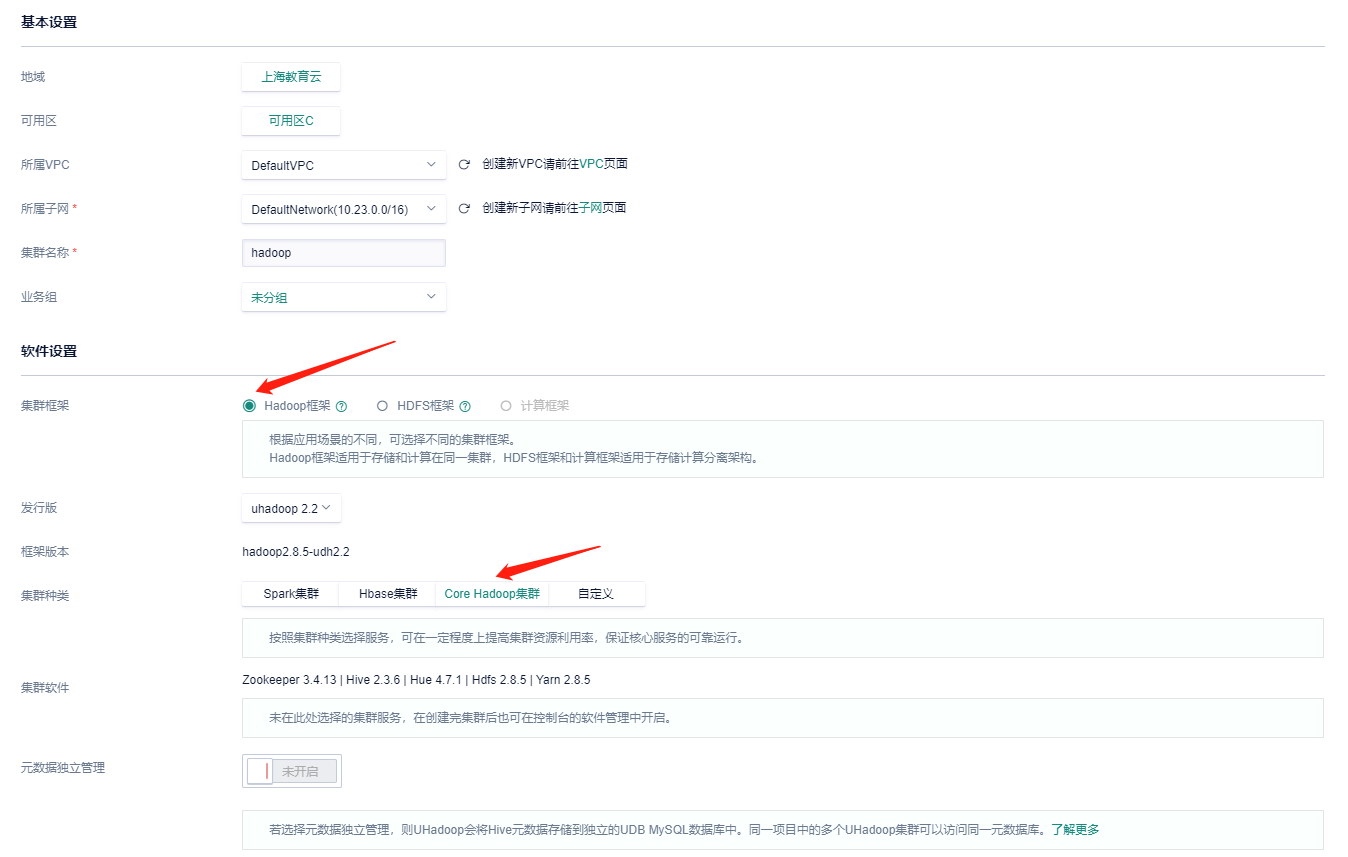 基本设置
地域
上海教育云
可用区
可用区C
所属VPC
DefaultVPC
创建新VPC请前往VPC页面
所属子网 *
DefaultNetwork(10.23.0.0/16)
创建新子网请前往子网页面
集群名称 *
hadoop
业务组
未分组
软件设置
集群框架
Hadoop框架 ?
HDFS框架 ?
计算框架
根据应用场景的不同，可选择不同的集群框架。
Hadoop框架适用于存储和计算在同一集群，HDFS框架和计算框架适用于存储计算分离架构。
发行版
uhadoop 2.2
框架版本
hadoop2.8.5-udh2.2
集群种类
Spark集群
Hbase集群
Core Hadoop集群
自定义
按照集群种类选择服务，可在一定程度上提高集群资源利用率，保证核心服务的可靠运行。
集群软件
Zookeeper 3.4.13 | Hive 2.3.6 | Hue 4.7.1 | Hdfs 2.8.5 | Yarn 2.8.5
未在此处选择的集群服务，在创建完集群后也可在控制台的软件管理中开启。
元数据独立管理
未开启
若选择元数据独立管理，则UHadoop会将Hive元数据存储到独立的UDB MySQL数据库中。同一项目中的多个UHadoop集群可以访问同一元数据库。了解更多